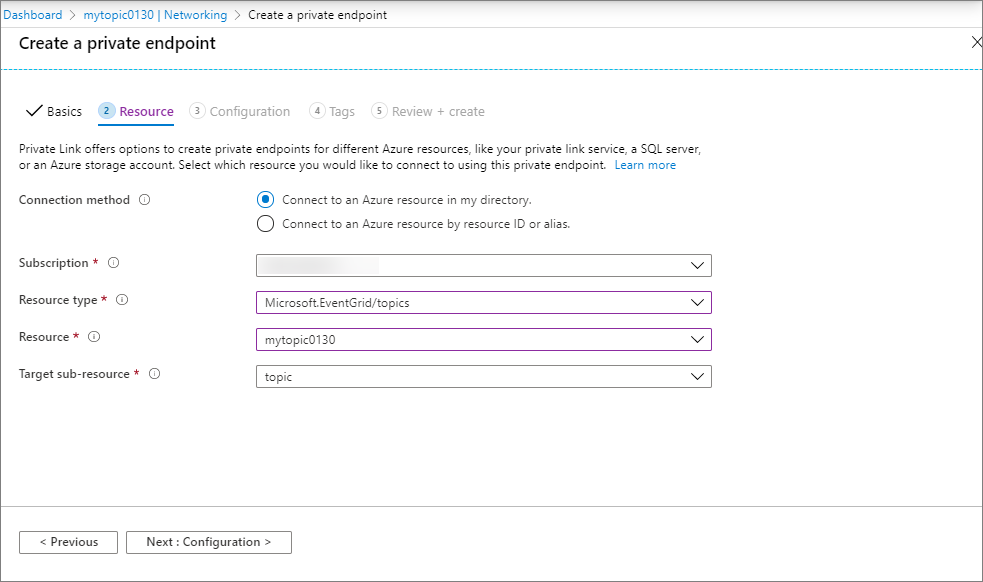 Dashboard > mytopic0130 | Networking > Create a private endpoint
Create a private endpoint
Basics 2 Resource 3 Configuration 4 Tags 5 Review + create
Private Link offers options to create private endpoints for different Azure resources, like your private link service, a SQL server,
or an Azure storage account. Select which resource you would like to connect to using this private endpoint. Learn more
Connection method
Connect to an Azure resource in my directory.
Connect to an Azure resource by resource ID or alias.
Subscription *
Resource type *
Microsoft.EventGrid/topics
Resource *
mytopic0130
Target sub-resource *
topic
< Previous
Next : Configuration >